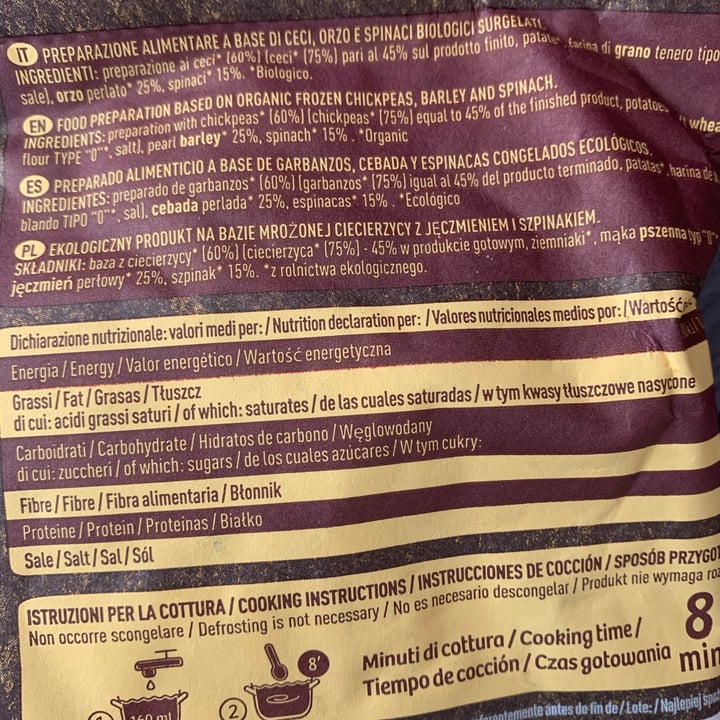 IT PREPARAZIONE ALIMENTARE A BASE DI CECI, ORZO E SPINACI BIOLOGICI SURGELATI.
INGREDIENTI: preparazione ai ceci* (60%) (ceci* (75%) pari al 45% sul prodotto finito, patate*, farina di grano tenero tipo
sale), orzo perlato* 25%, spinaci* 15%. *Biologico.
EN FOOD PREPARATION BASED ON ORGANIC FROZEN CHICKPEAS, BARLEY AND SPINACH.
INGREDIENTS: preparation with chickpeas* (60%) (chickpeas* (75%) equal to 45% of the finished product, potatoes
flour TYPE "0"*, salt), pearl barley* 25%, spinach* 15%. *Organic
ES PREPARADO ALIMENTICIO A BASE DE GARBANZOS, CEBADA Y ESPINACAS CONGELADOS ECOLÓGICOS.
INGREDIENTES: preparado de garbanzos* (60%) (garbanzos* (75%) igual al 45% del producto terminado, patatas*, harina de
blando TIPO "0"*, sal), cebada perlada* 25%, espinacas* 15%. *Ecológico
PL EKOLOGICZNY PRODUKT NA BAZIE MROŻONEJ CIECIERZYCY Z JĘCZMIENIEM I SZPINAKIEM.
SKŁADNIKI: baza z ciecierzycy* (60%) (ciecierzyca* (75%) - 45% w produkcie gotowym, ziemniaki*, mąka pszenna typ "0"
jęczmień perłowy* 25%, szpinak* 15%. *z rolnictwa ekologicznego.
Dichiarazione nutrizionale: valori medi per: / Nutrition declaration per: / Valores nutricionales medios por: / Wartość
Energia / Energy / Valor energético / Wartość energetyczna
Grassi / Fat / Grasas / Tłuszcz
di cui: acidi grassi saturi / of which: saturates / de las cuales saturadas / w tym kwasy tłuszczowe nasycone
Carboidrati / Carbohydrate / Hidratos de carbono / Węglowodany
di cui: zuccheri / of which: sugars / de los cuales azúcares / W tym cukry:
Fibre / Fibre / Fibra alimentaria / Błonnik
Proteine / Protein / Proteínas / Białko
Sale / Salt / Sal / Sól
ISTRUZIONI PER LA COTTURA / COOKING INSTRUCTIONS / INSTRUCCIONES DE COCCIÓN / SPOSÓB PRZYGOT
Non occorre scongelare / Defrosting is not necessary / No es necesario descongelar / Produkt nie wymaga roz
8'
Minuti di cottura / Cooking time /
Tiempo de cocción / Czas gotowania
8
min
1 160 ml
2
antes de fin de / Lote: / Najlepiej